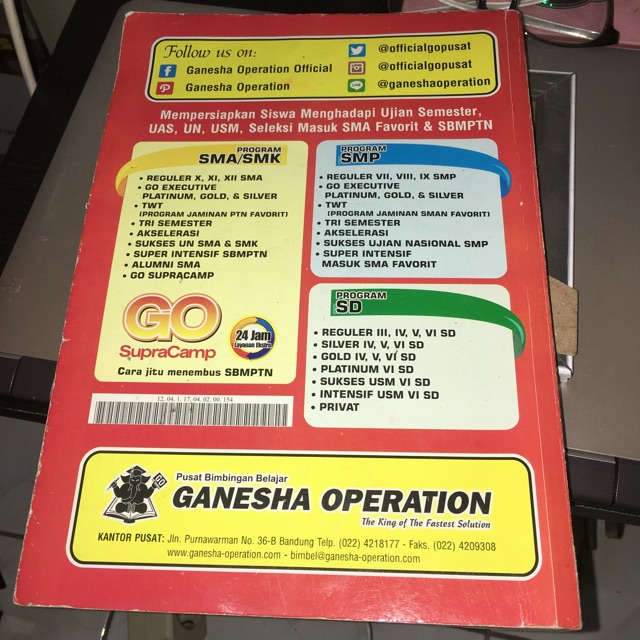 Follow us on:
Ganesha Operation Official
Ganesha Operation
@officialgopusat
@officialgopusat
@ganeshaoperation
Mempersiapkan Siswa Menghadapi Ujian Semester,
UAS, UN, USM, Seleksi Masuk SMA Favorit & SBMPTN
PROGRAM
SMA/SMK
• REGULER X, XI, XII SMA
• GO EXECUTIVE
PLATINUM, GOLD, & SILVER
• TWT
(PROGRAM JAMINAN PTN FAVORIT)
• TRI SEMESTER
• AKSELERASI
• SUKSES UN SMA & SMK
• SUPER INTENSIF SBMPTN
• ALUMNI SMA
• GO SUPRACAMP
GO
SupraCamp
24 Jam
Layanan Ekstra
Cara jitu menembus SBMPTN
PROGRAM
SMP
• REGULER VII, VIII, IX SMP
• GO EXECUTIVE
PLATINUM, GOLD, & SILVER
• TWT
(PROGRAM JAMINAN SMAN FAVORIT)
• TRI SEMESTER
• AKSELERASI
• SUKSES UJIAN NASIONAL SMP
• SUPER INTENSIF
MASUK SMA FAVORIT
PROGRAM
SD
• REGULER III, IV, V, VI SD
• SILVER IV, V, VI SD
• GOLD IV, V, VI SD
• PLATINUM VI SD
• SUKSES USM VI SD
• INTENSIF USM VI SD
• PRIVAT
12. 04. 1. 17. 04. 02. 00. 154
GO
Pusat Bimbingan Belajar
GANESHA OPERATION
The King of The Fastest Solution
KANTOR PUSAT: Jln. Purnawarman No. 36-B Bandung Telp. (022) 4218177 - Faks. (022) 4209308
www.ganesha-operation.com - bimbel@ganesha-operation.com